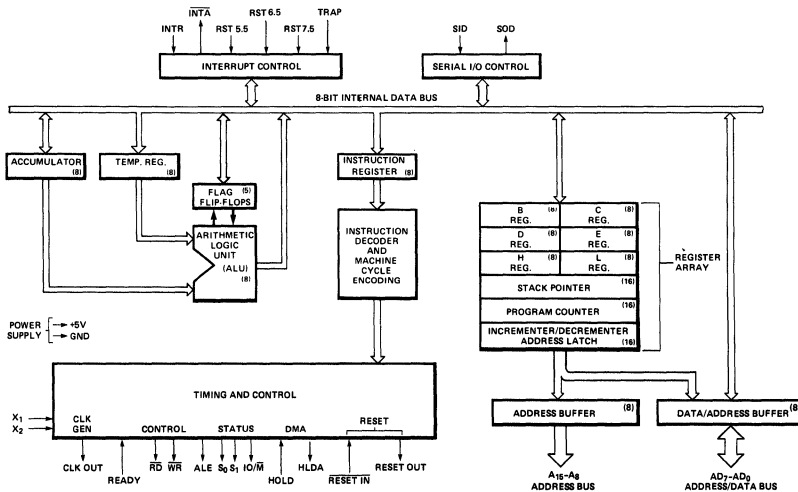 INTR
INTA
RST 5.5
RST 6.5
RST 7.5
TRAP
SID
SOD
INTERRUPT CONTROL
SERIAL I/O CONTROL
8-BIT INTERNAL DATA BUS
ACCUMULATOR
(8)
TEMP. REG.
(8)
FLAG (5)
FLIP-FLOPS
ARITHMETIC
LOGIC
UNIT
(ALU)
(8)
INSTRUCTION
REGISTER (8)
INSTRUCTION
DECODER
AND
MACHINE
CYCLE
ENCODING
B (8)
REG.
C (8)
REG.
D (8)
REG.
E (8)
REG.
H (8)
REG.
L (8)
REG.
STACK POINTER (16)
PROGRAM COUNTER (16)
INCREMENTER/DECREMENTER
ADDRESS LATCH (16)
REGISTER
ARRAY
POWER
SUPPLY
+5V
GND
TIMING AND CONTROL
X1
X2
CLK
GEN
CONTROL
STATUS
DMA
RESET
CLK OUT
READY
RD
WR
ALE
S0
S1
IO/M
HOLD
HLDA
RESET IN
RESET OUT
ADDRESS BUFFER (8)
DATA/ADDRESS BUFFER (8
A15-A8
ADDRESS BUS
AD7-AD0
ADDRESS/DATA BUS